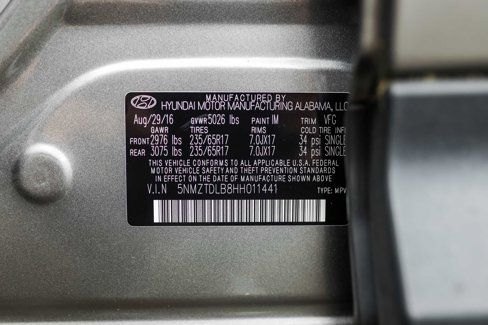 MANUFACTURED BY
HYUNDAI MOTOR MANUFACTURING ALABAMA, LLC
Aug/29/16 GVWR 5026 lbs PAINT IM TRIM VFG
GAWR TIRES RIMS COLD TIRE INF
FRONT 2976 lbs 235/65R17 7.0JX17 34 psi SINGLE
REAR 3075 lbs 235/65R17 7.0JX17 34 psi SINGLE
THIS VEHICLE CONFORMS TO ALL APPLICABLE U.S.A. FEDERAL
MOTOR VEHICLE SAFETY AND THEFT PREVENTION STANDARDS
IN EFFECT ON THE DATE OF MANUFACTURE SHOWN ABOVE.
V.I.N 5NMZTDLB8HH011441 TYPE: MPV